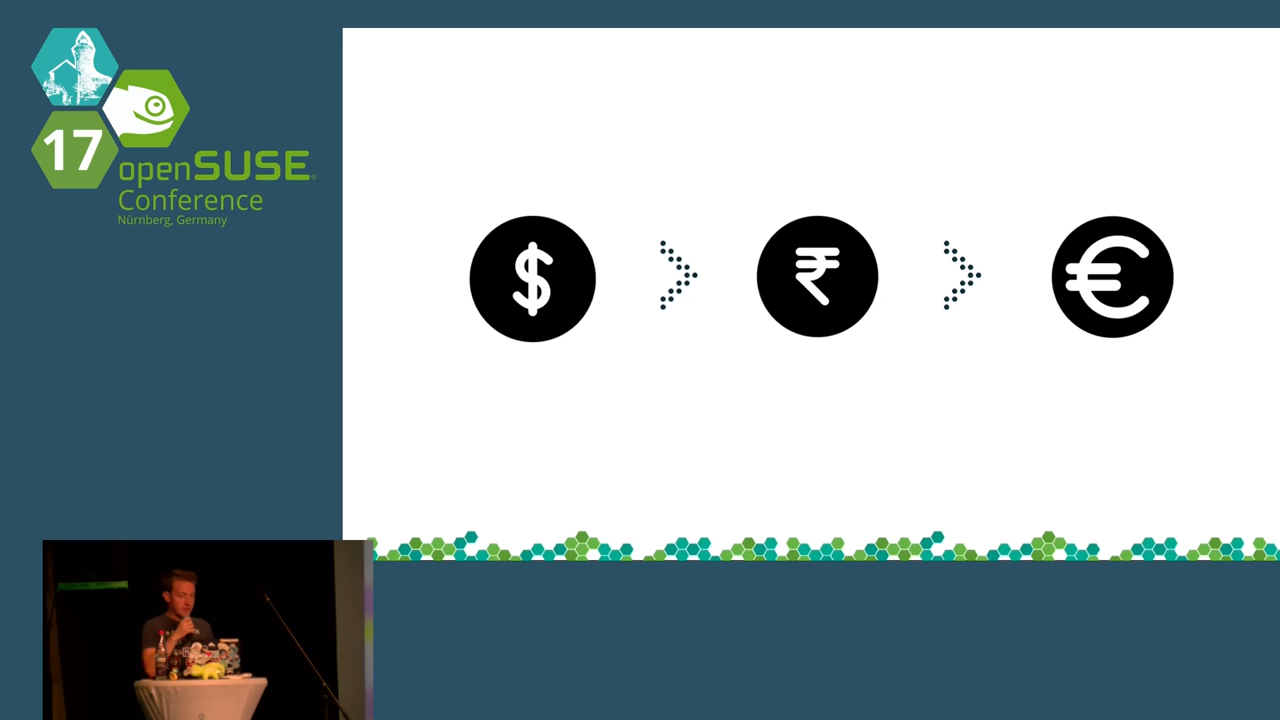 17
openSUSE®
Conference
Nürnberg, Germany
$ > ₹ > €